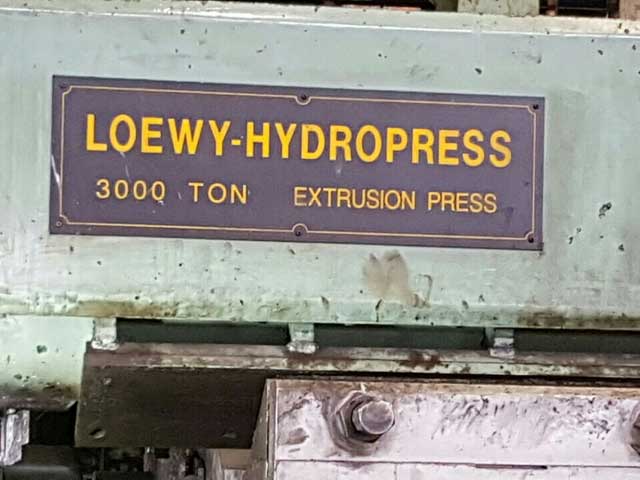 LOEWY-HYDROPRESS
3000 TON EXTRUSION PRESS